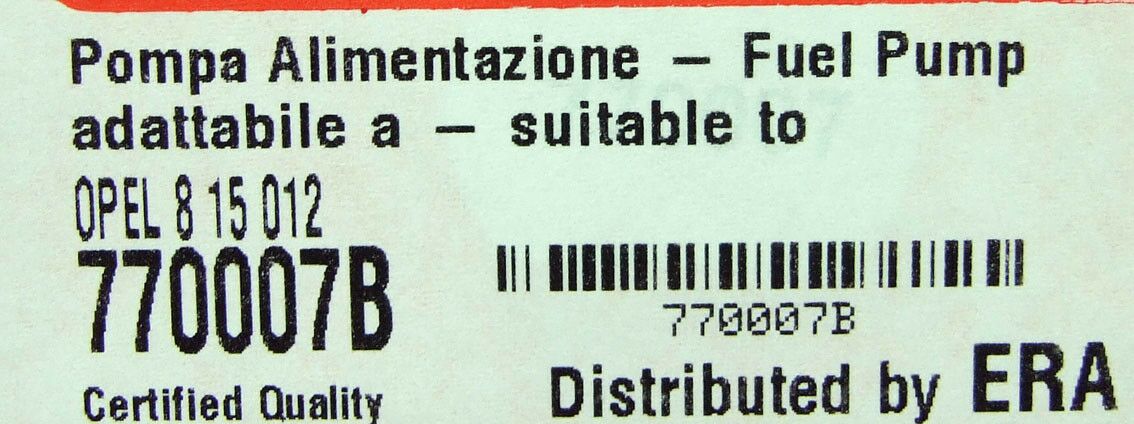 Pompa Alimentazione – Fuel Pump
adattabile a – suitable to
OPEL 8 15 012
770007B
770007B
Certified Quality
Distributed by ERA